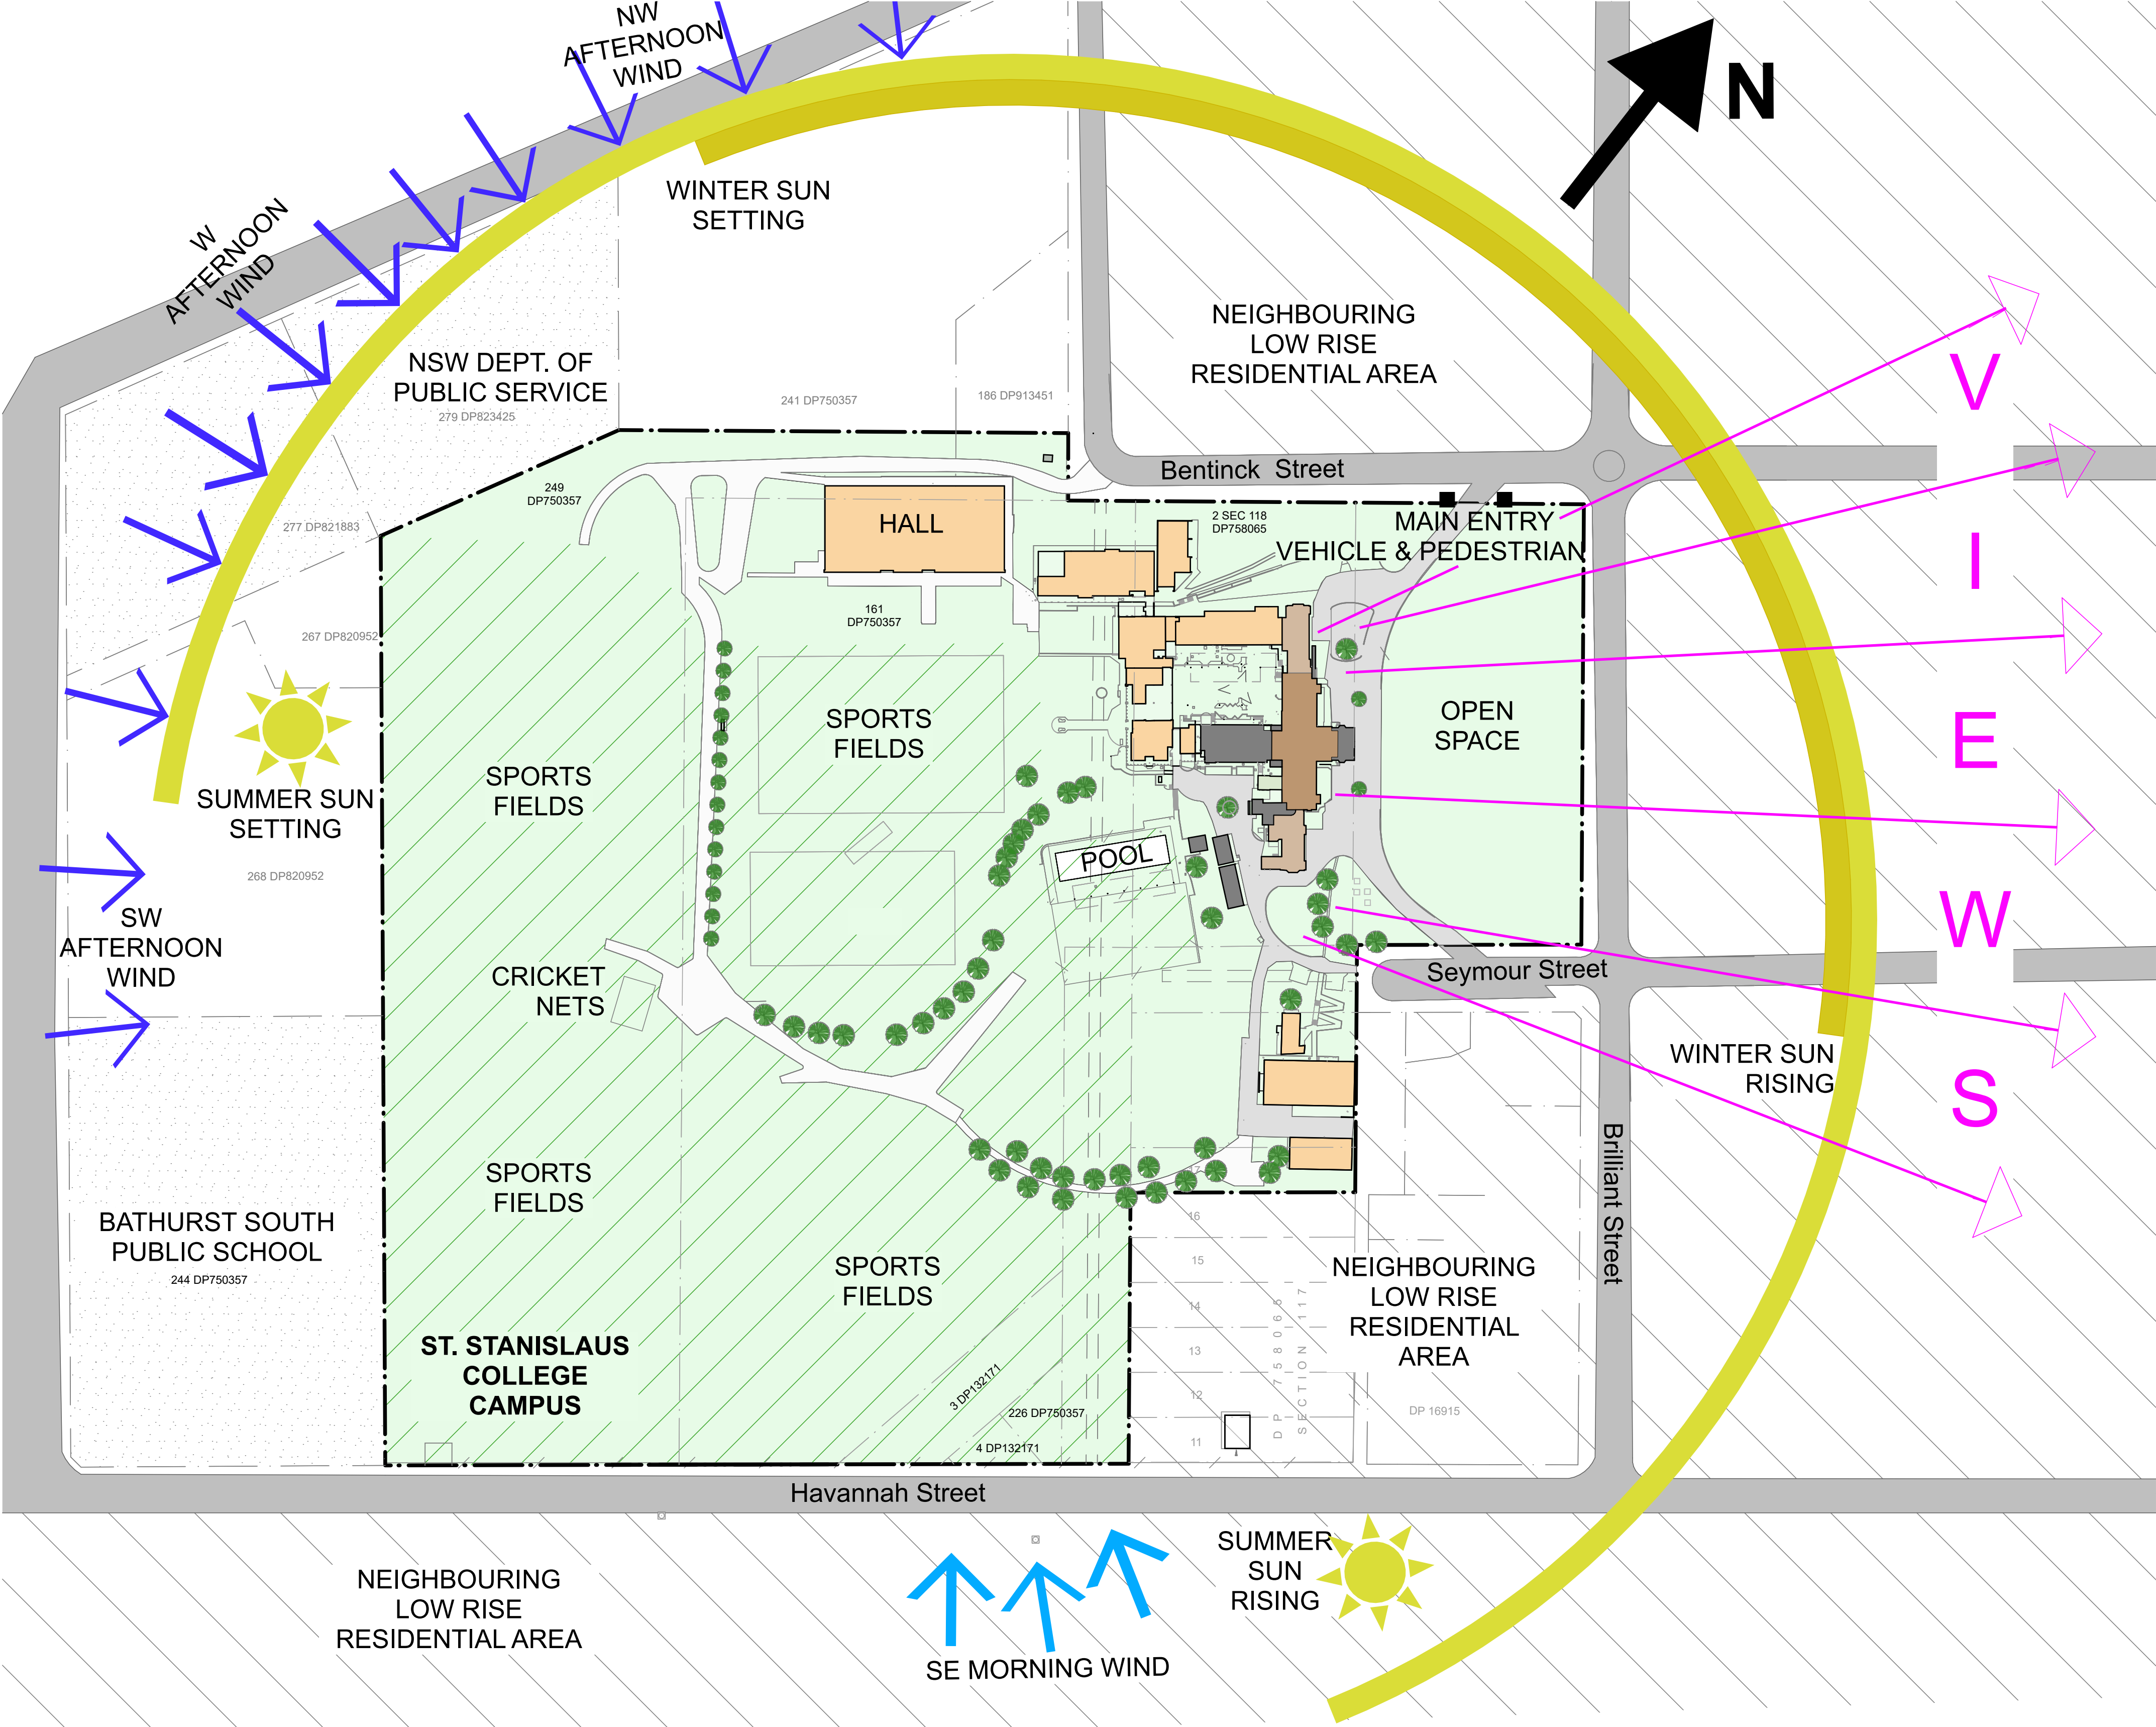 NW
AFTERNOON
WIND
N
WINTER SUN
SETTING
W
AFTERNOON
WIND
NEIGHBOURING
LOW RISE
RESIDENTIAL AREA
NSW DEPT. OF
PUBLIC SERVICE
279 DP823425
241 DP750357
186 DP913451
V
I
E
W
S
Bentinck Street
249
DP750357
277 DP821883
HALL
2 SEC 118
DP758065
MAIN ENTRY
VEHICLE & PEDESTRIAN
161
DP750357
267 DP820952
SPORTS
FIELDS
OPEN
SPACE
SPORTS
FIELDS
SUMMER SUN
SETTING
268 DP820952
POOL
SW
AFTERNOON
WIND
CRICKET
NETS
Seymour Street
WINTER SUN
RISING
Brilliant Street
SPORTS
FIELDS
17
16
15
14
13
12
11
BATHURST SOUTH
PUBLIC SCHOOL
244 DP750357
SPORTS
FIELDS
NEIGHBOURING
LOW RISE
RESIDENTIAL
AREA
DP 758065
SECTION 117
ST. STANISLAUS
COLLEGE
CAMPUS
3 DP132171
226 DP750357
4 DP132171
DP 16915
Havannah Street
SUMMER
SUN
RISING
NEIGHBOURING
LOW RISE
RESIDENTIAL AREA
SE MORNING WIND